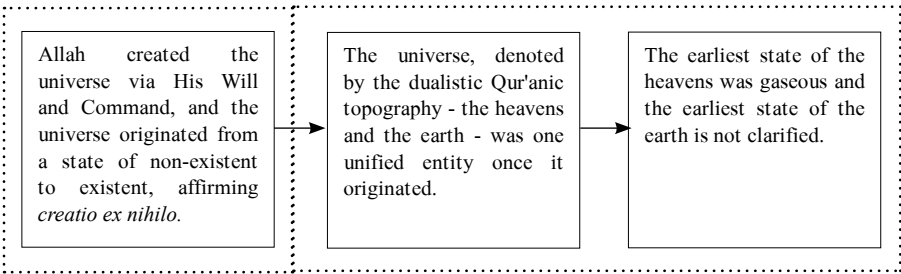 Allah created the
universe via His Will
and Command, and the
universe originated from
a state of non-existent
to existent, affirming
creatio ex nihilo.
The universe, denoted
by the dualistic Qur'anic
topography - the heavens
and the earth - was one
unified entity once it
originated.
The earliest state of the
heavens was gaseous and
the earliest state of the
earth is not clarified.